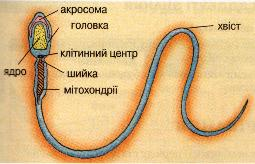 акросома
головка
хвіст
клітинний центр
ядро
шийка
мітохондрії